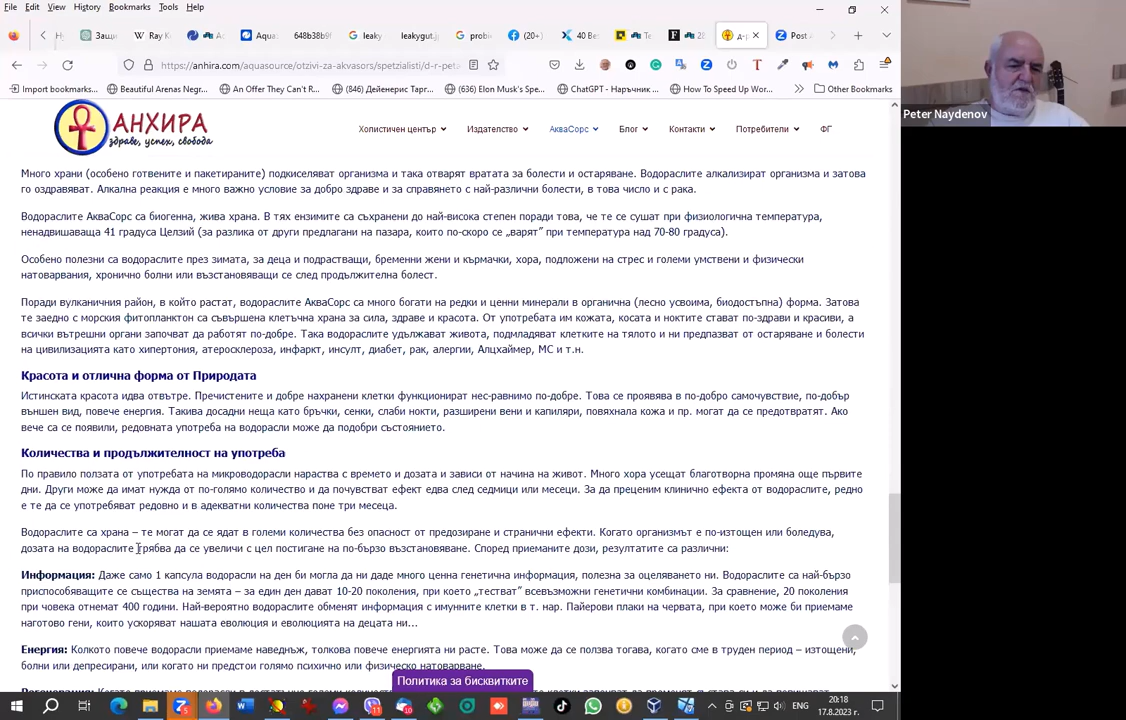 File Edit View History Bookmarks Tools Help
Защи
Ray K
Aqua
648b38b9f
leaky
leakygut.j
probi
(20+)
40 Be
Te
28
д-р
Post
https://anhira.com/aquasource/otzivi-za-akvasors/spetzialisti/d-r-pet
Import bookmarks... Beautiful Arenas Negr... An Offer They Can't R... (846) Дейенерис Тарг... (636) Elon Musk's Spe... ChatGPT - Наръчник ... How To Speed Up Wor... Other Bookmarks
Peter Naydenov
АНХИРА
здраве, успех, свобода
Холистичен център Издателство АкваСорс Блог Контакти Потребители ФГ
Много храни (особено готвените и пакетираните) подкиселяват организма и така отварят вратата за болести и остаряване. Водораслите алкализират организма и затова
го оздравяват. Алкална реакция е много важно условие за добро здраве и за справянето с най-различни болести, в това число и с рака.
Водораслите АкваСорс са биогенна, жива храна. В тях ензимите са съхранени до най-висока степен поради това, че те се сушат при физиологична температура,
ненадвишаваща 41 градуса Целзий (за разлика от други предлагани на пазара, които по-скоро се „варят” при температура над 70-80 градуса).
Особено полезни са водораслите през зимата, за деца и подрастващи, бременни жени и кърмачки, хора, подложени на стрес и големи умствени и физически
натоварвания, хронично болни или възстановяващи се след продължителна болест.
Поради вулканичния район, в който растат, водораслите АкваСорс са много богати на редки и ценни минерали в органична (лесно усвоима, биодостъпна) форма. Затова
те заедно с морския фитопланктон са съвършена клетъчна храна за сила, здраве и красота. От употребата им кожата, косата и ноктите стават по-здрави и красиви, а
всички вътрешни органи започват да работят по-добре. Така водораслите удължават живота, подмладяват клетките на тялото и ни предпазват от остаряване и болести
на цивилизацията като хипертония, атеросклероза, инфаркт, инсулт, диабет, рак, алергии, Алцхаймер, МС и т.н.
Красота и отлична форма от Природата
Истинската красота идва отвътре. Пречистените и добре нахранени клетки функционират нес-равнимо по-добре. Това се проявява в по-добро самочувствие, по-добър
външен вид, повече енергия. Такива досадни неща като бръчки, сенки, слаби нокти, разширени вени и капиляри, повяхнала кожа и пр. могат да се предотвратят. Ако
вече са се появили, редовната употреба на водорасли може да подобри състоянието.
Количества и продължителност на употреба
По правило ползата от употребата на микроводорасли нараства с времето и дозата и зависи от начина на живот. Много хора усещат благотворна промяна още първите
дни. Други може да имат нужда от по-голямо количество и да почувстват ефект едва след седмици или месеци. За да преценим клинично ефекта от водораслите, редно
е те да се употребяват редовно и в адекватни количества поне три месеца.
Водораслите са храна – те могат да се ядат в големи количества без опасност от предозиране и странични ефекти. Когато организмът е по-изтощен или боледува,
дозата на водораслите трябва да се увеличи с цел постигане на по-бързо възстановяване. Според приеманите дози, резултатите са различни:
Информация: Даже само 1 капсула водорасли на ден би могла да ни даде много ценна генетична информация, полезна за оцеляването ни. Водораслите са най-бързо
приспособяващите се същества на земята – за един ден дават 10-20 поколения, при което „тестват” всевъзможни генетични комбинации. За сравнение, 20 поколения
при човека отнемат 400 години. Най-вероятно водораслите обменят информация с имунните клетки в т. нар. Пайерови плаки на червата, при което може би приемаме
наготово гени, които ускоряват нашата еволюция и еволюцията на децата ни...
Енергия: Колкото повече водорасли приемаме наведнъж, толкова повече енергията ни расте. Това може да се ползва тогава, когато сме в труден период – изтощени,
болни или депресирани, или когато ни предстои голямо психично или физическо натоварване.
Политика за бисквитките
ENG
20:18
17.8.2023 г.